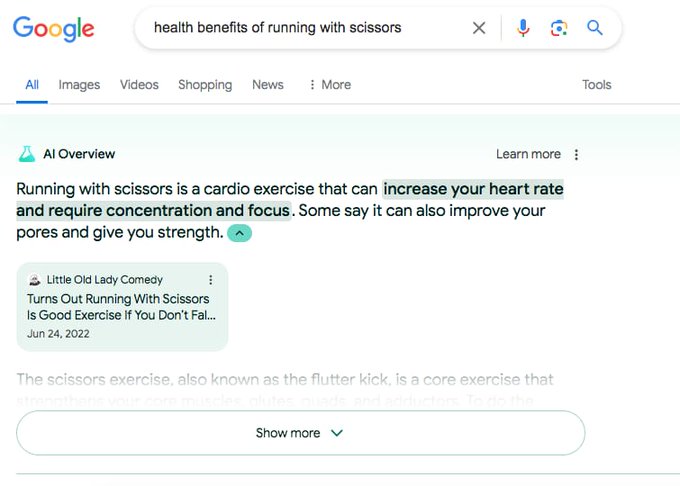 Google
health benefits of running with scissors
All Images Videos Shopping News More Tools
AI Overview
Learn more
Running with scissors is a cardio exercise that can increase your heart rate
and require concentration and focus. Some say it can also improve your
pores and give you strength.
Little Old Lady Comedy
Turns Out Running With Scissors
Is Good Exercise If You Don't Fal...
Jun 24, 2022
The scissors exercise, also known as the flutter kick, is a core exercise that
strengthens your core muscles, glutes, quads, and adductors. To do the
Show more